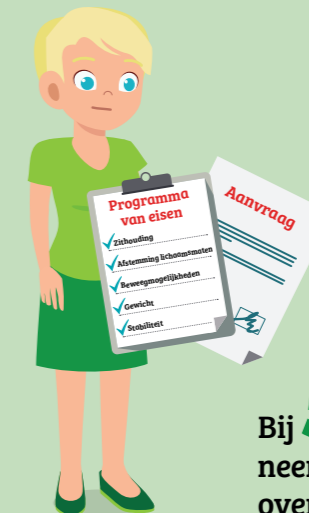 Programma
van eisen
Zithouding
Afstemming lichaamsmaten
Beweegmogelijkheden
Gewicht
Stabiliteit
Aanvraag
Bij
neem
over